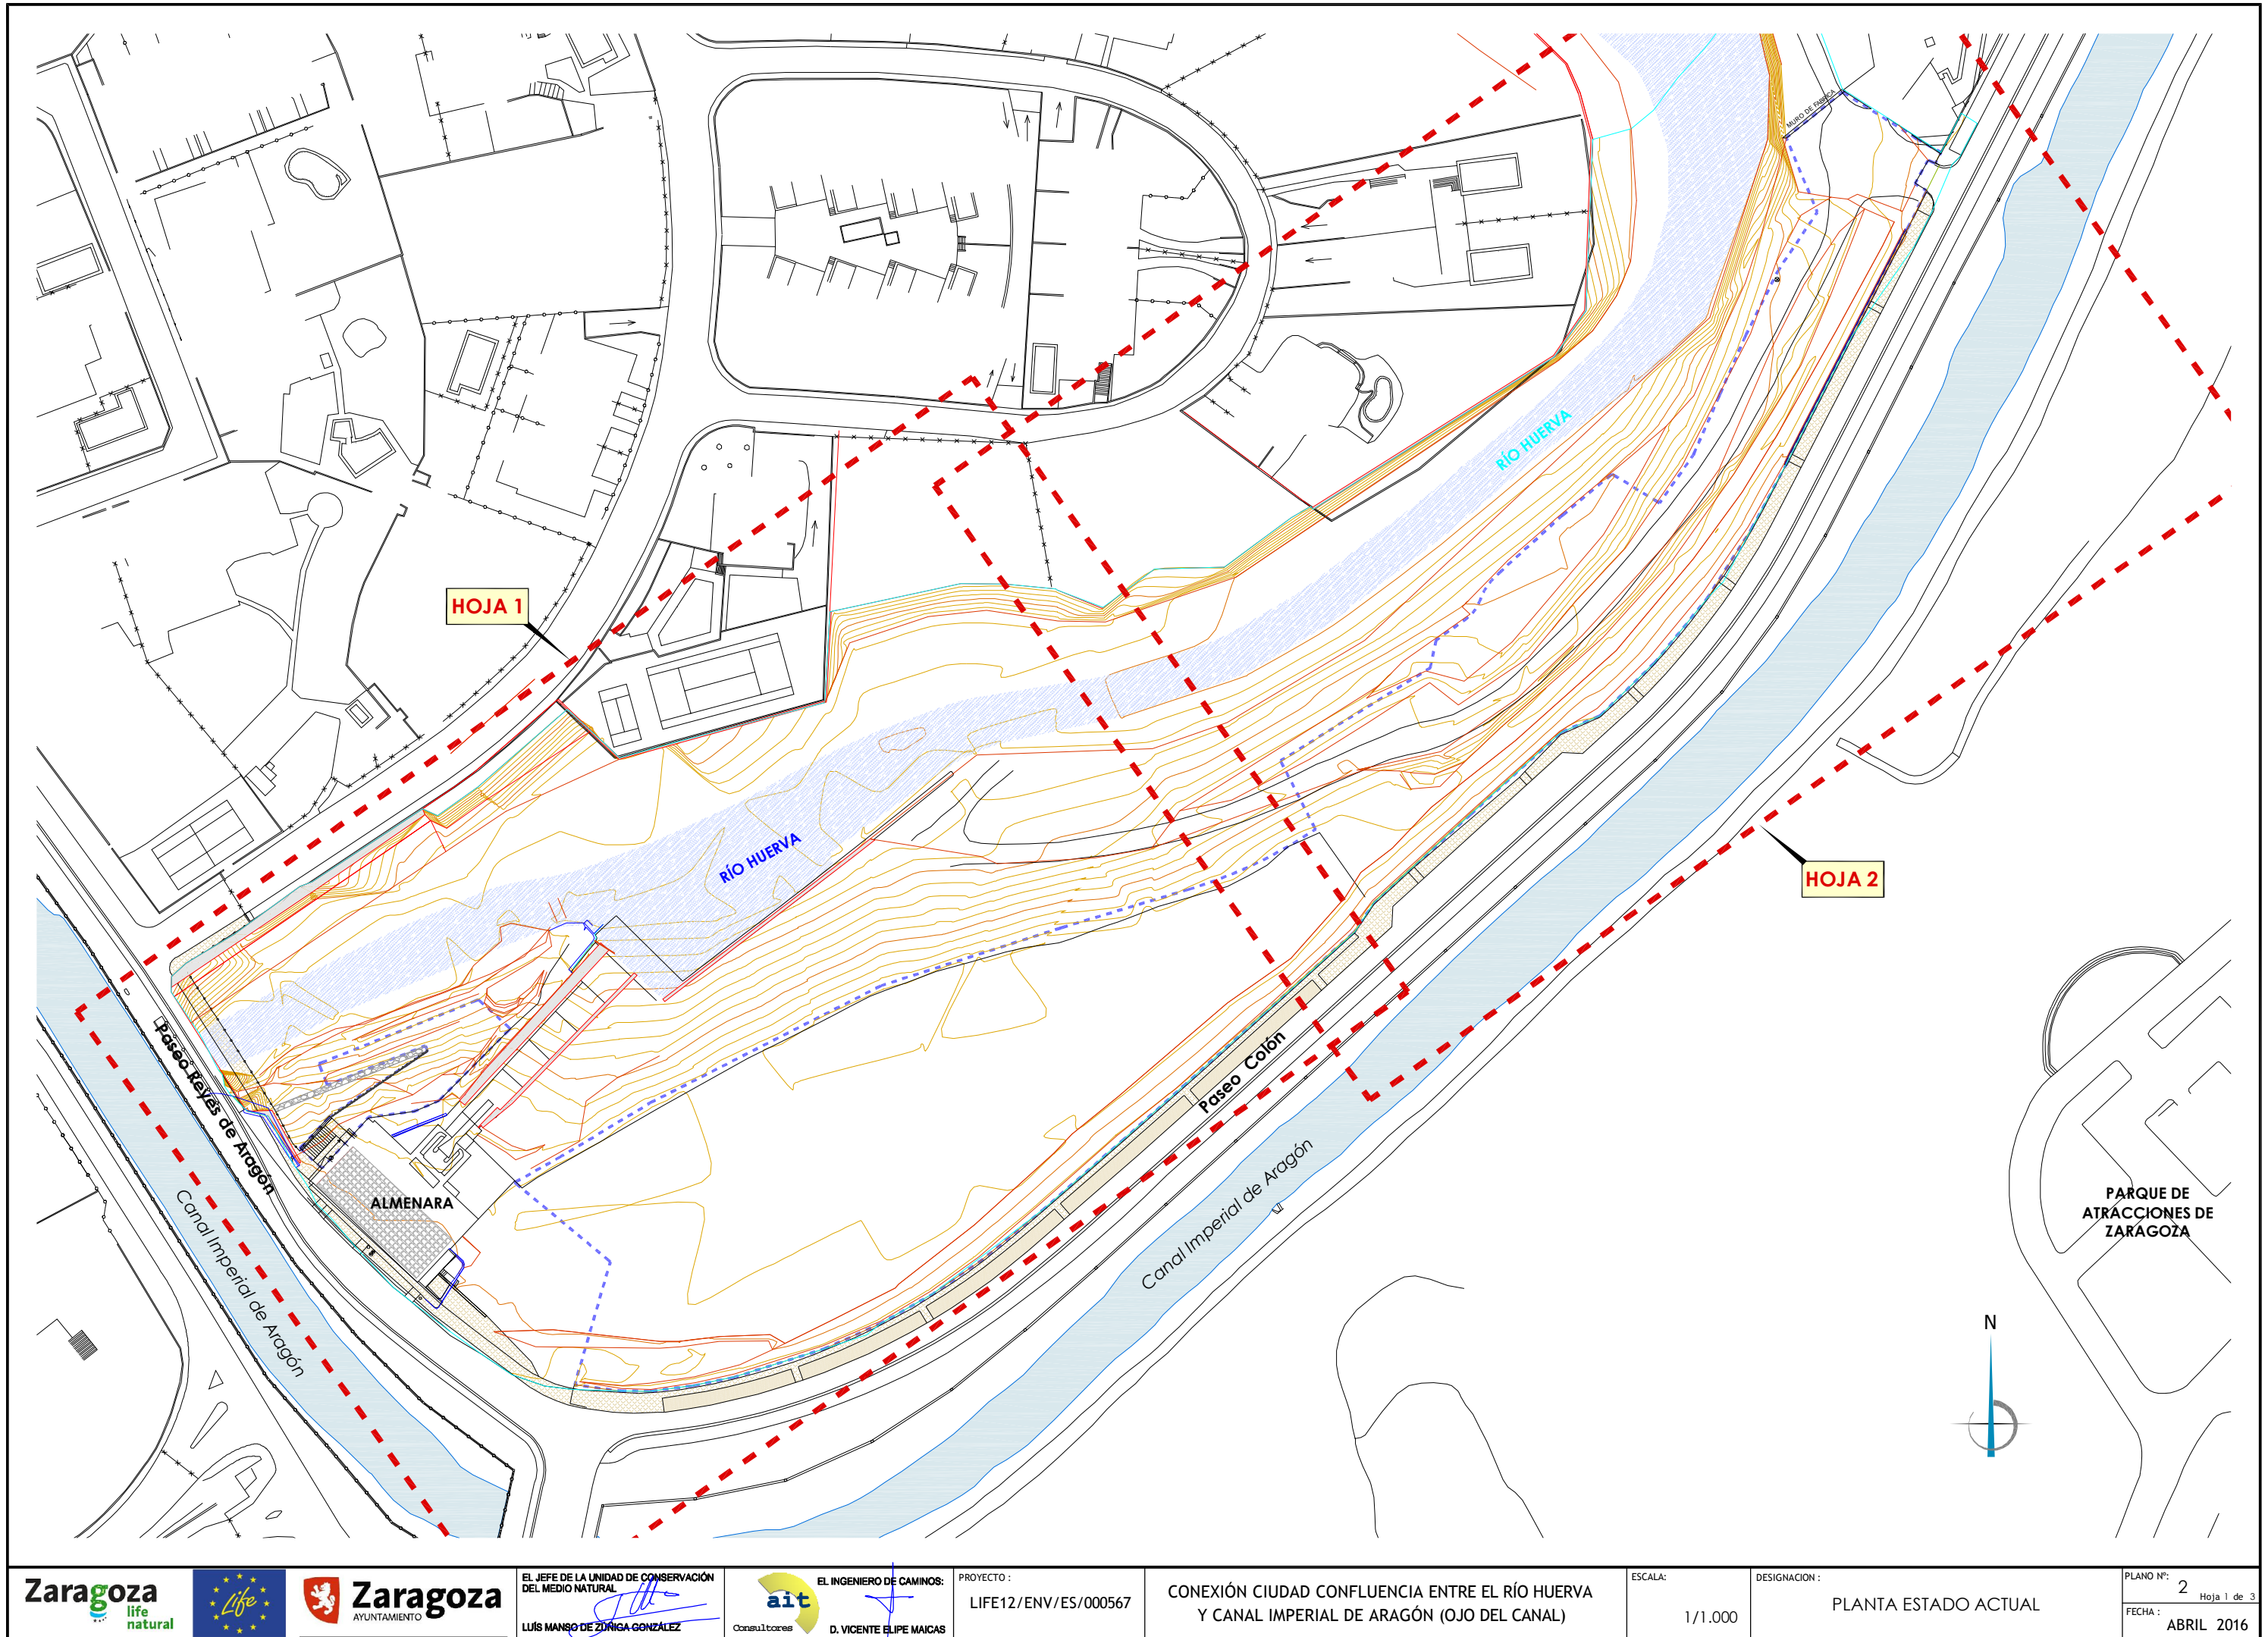 MURO DE FABRICA
RÍO HUERVA
HOJA 1
RÍO HUERVA
HOJA 2
Paseo Reyes de Aragón
Canal Imperial de Aragón
ALMENARA
Paseo Colón
Canal Imperial de Aragón
PARQUE DE
ATRACCIONES DE
ZARAGOZA
N
Zaragoza
life
natural
Life
Zaragoza
AYUNTAMIENTO
EL JEFE DE LA UNIDAD DE CONSERVACIÓN
DEL MEDIO NATURAL
LUÍS MANSO DE ZÚÑIGA GONZÁLEZ
ait
Consultores
EL INGENIERO DE CAMINOS:
D. VICENTE ELIPE MAICAS
PROYECTO :
LIFE12/ENV/ES/000567
CONEXIÓN CIUDAD CONFLUENCIA ENTRE EL RÍO HUERVA
Y CANAL IMPERIAL DE ARAGÓN (OJO DEL CANAL)
ESCALA:
1/1.000
DESIGNACION :
PLANTA ESTADO ACTUAL
PLANO Nº:
2
Hoja 1 de 3
FECHA :
ABRIL 2016